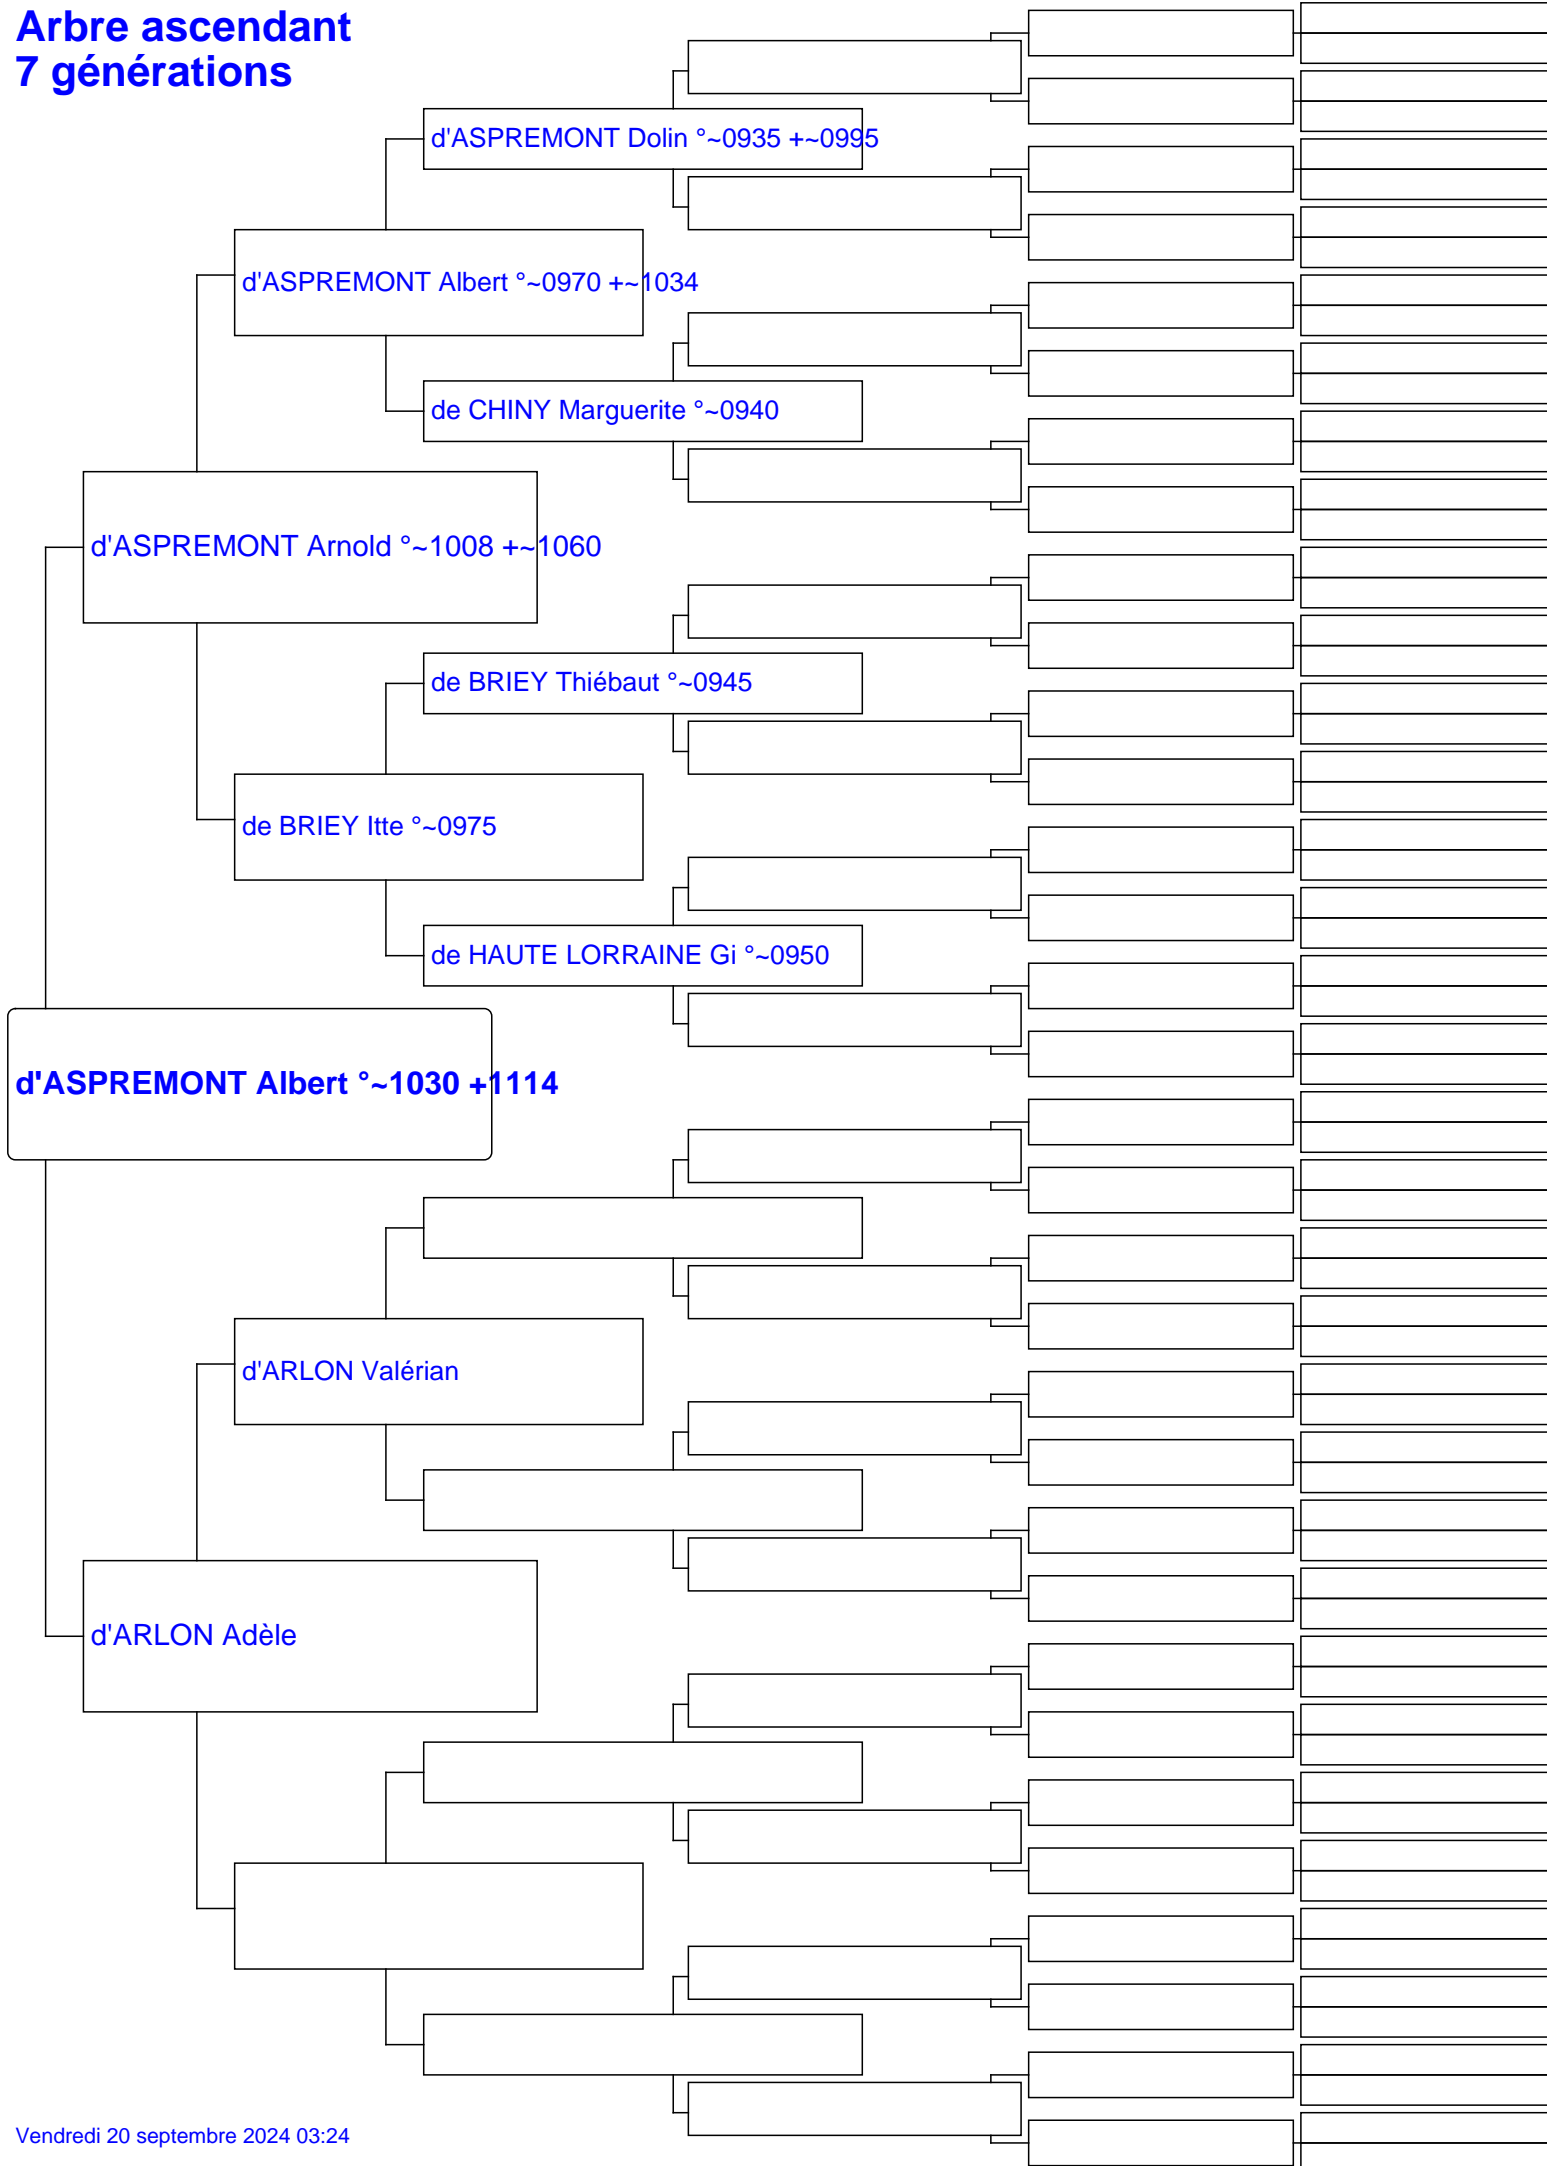 Arbre ascendant
7 générations
d'ASPREMONT Dolin °~0935 +~0995
d'ASPREMONT Albert °~0970 +~1034
de CHINY Marguerite °~0940
d'ASPREMONT Arnold °~1008 +~1060
de BRIEY Thiébaut °~0945
de BRIEY Itte °~0975
de HAUTE LORRAINE Gi °~0950
d'ASPREMONT Albert °~1030 +1114
d'ARLON Valérian
d'ARLON Adèle
Vendredi 20 septembre 2024 03:24